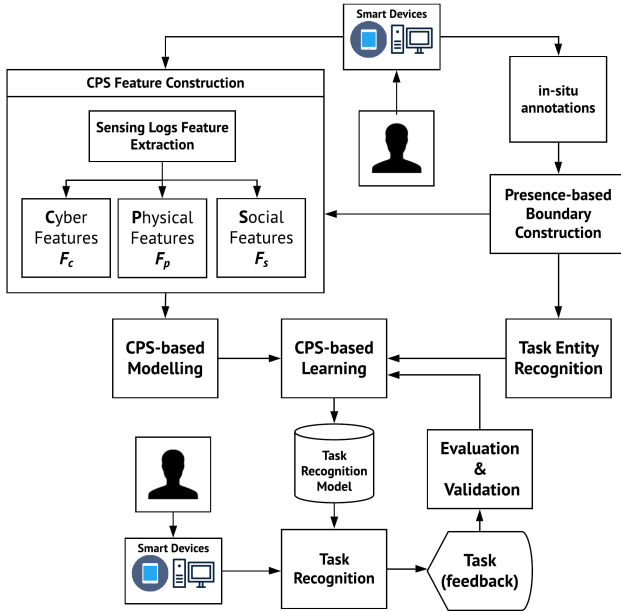 Smart Devices
CPS Feature Construction
Sensing Logs Feature
Extraction
Cyber
Features
Fc
Physical
Features
Fp
Social
Features
Fs
in-situ
annotations
Presence-based
Boundary
Construction
CPS-based
Modelling
CPS-based
Learning
Task Entity
Recognition
Task
Recognition
Model
Evaluation
&
Validation
Smart Devices
Task
Recognition
Task
(feedback)